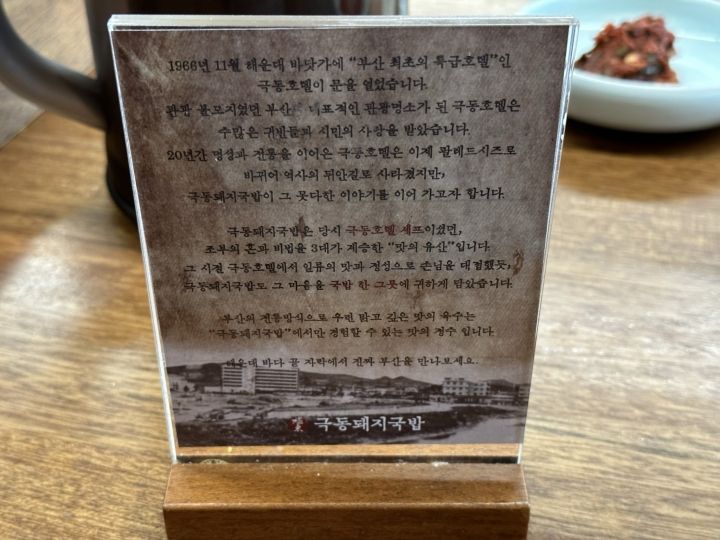 1966년 11월 해운대 바닷가에 "부산 최초의 특급호텔"인
극동호텔이 문을 열었습니다.
관광 불모지였던 부산의 대표적인 관광명소가 된 극동호텔은
수많은 귀빈들과 시민의 사랑을 받았습니다.
20년간 명성과 전통을 이어온 극동호텔은 이제 팔레드시즈로
바뀌어 역사의 뒤안길로 사라졌지만,
극동돼지국밥이 그 못다한 이야기를 이어 가고자 합니다.
극동돼지국밥은 당시 극동호텔 셰프이셨던,
조부의 혼과 비법을 3대가 계승한 "맛의 유산"입니다.
그 시절 극동호텔에서 일류의 맛과 정성으로 손님을 대접했듯,
극동돼지국밥도 그 마음을 국밥 한 그릇에 귀하게 담았습니다.
부산의 전통방식으로 우린 맑고 깊은 맛의 육수는
"극동돼지국밥"에서만 경험할 수 있는 맛의 정수 입니다.
해운대 바다 끝 자락에서 진짜 부산을 만나보세요.
극동돼지국밥